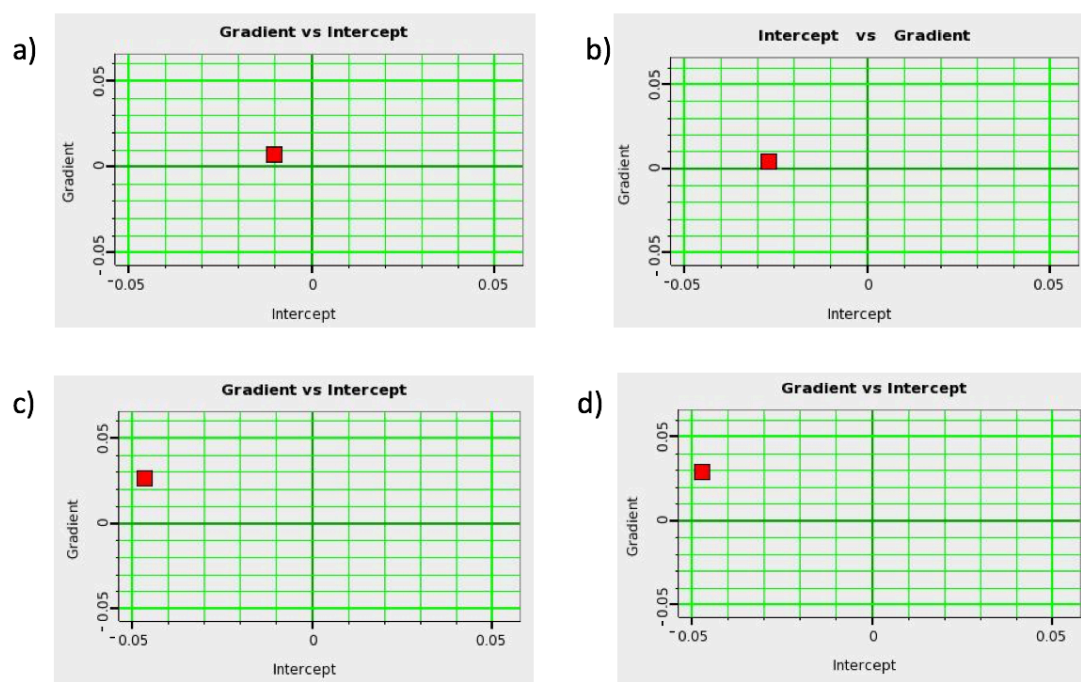 a)
Gradient vs Intercept
0.05
0
-0.05
Gradient
-0.05 0 0.05
Intercept
b)
Intercept vs Gradient
0.05
0
-0.05
Gradient
-0.05 0 0.05
Intercept
c)
Gradient vs Intercept
0.05
0
-0.05
Gradient
-0.05 0 0.05
Intercept
d)
Gradient vs Intercept
0.05
0
-0.05
Gradient
-0.05 0 0.05
Intercept